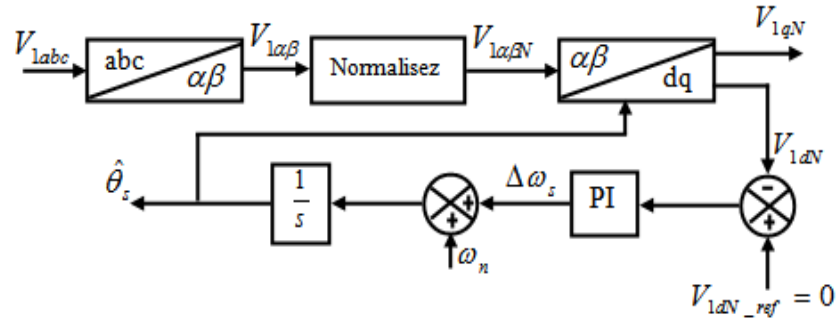 V1abc
abc
αβ
V1αβ
Normalisez
V1αβN
αβ
dq
V1qN
V1dN
θ̂s
1
s
+
+
Δωs
PI
-
+
ωn
V1dN_ref = 0